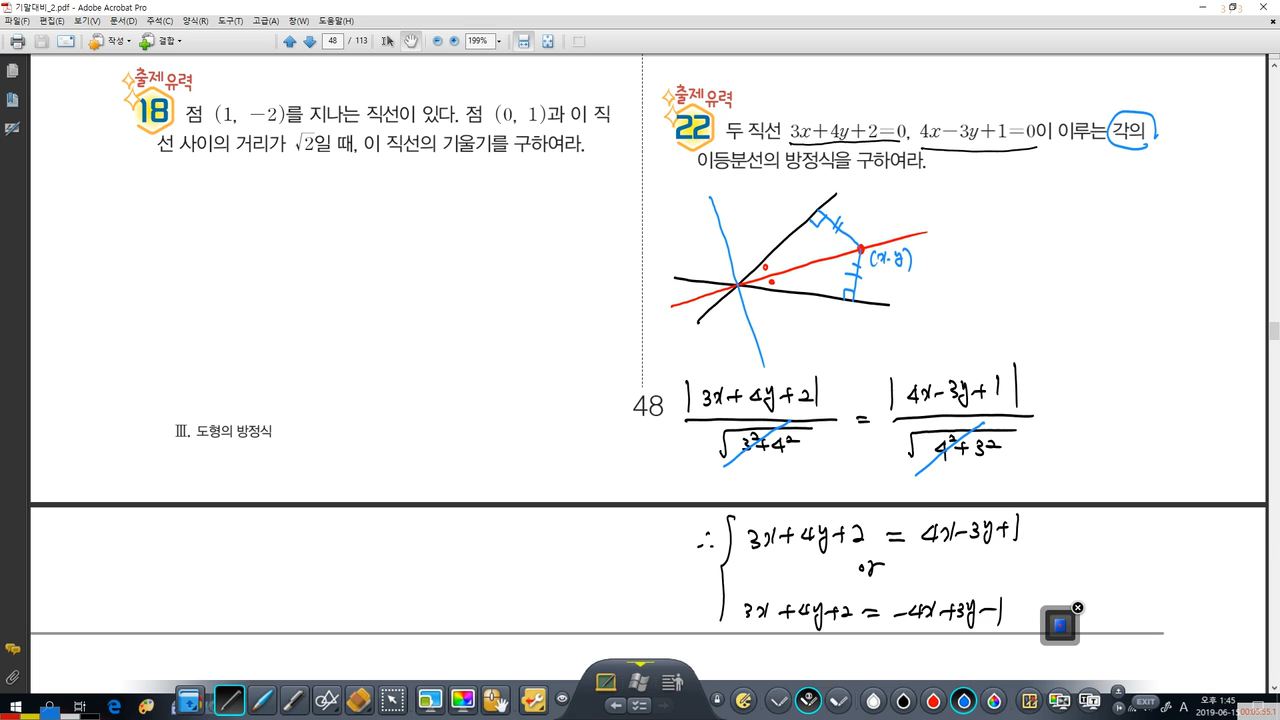 기말대비_2.pdf - Adobe Acrobat Pro
파일(F) 편집(E) 보기(V) 문서(D) 주석(C) 양식(R) 도구(T) 고급(A) 창(W) 도움말(H)
작성 결합 48 / 113 199%
출제유력
18 점 (1, −2)를 지나는 직선이 있다. 점 (0, 1)과 이 직
선 사이의 거리가 √2일 때, 이 직선의 기울기를 구하여라.
Ⅲ. 도형의 방정식
48
출제유력
22 두 직선 3x+4y+2=0, 4x−3y+1=0이 이루는 각의
이등분선의 방정식을 구하여라.
(x, y)
|3x+4y+2| / √(3²+4²) = |4x−3y+1| / √(4²+3²)
∴ { 3x+4y+2 = 4x−3y+1
or
3x+4y+2 = −4x+3y−1
EXIT
A
오후 1:45
2019-06-15
00:05:55:1